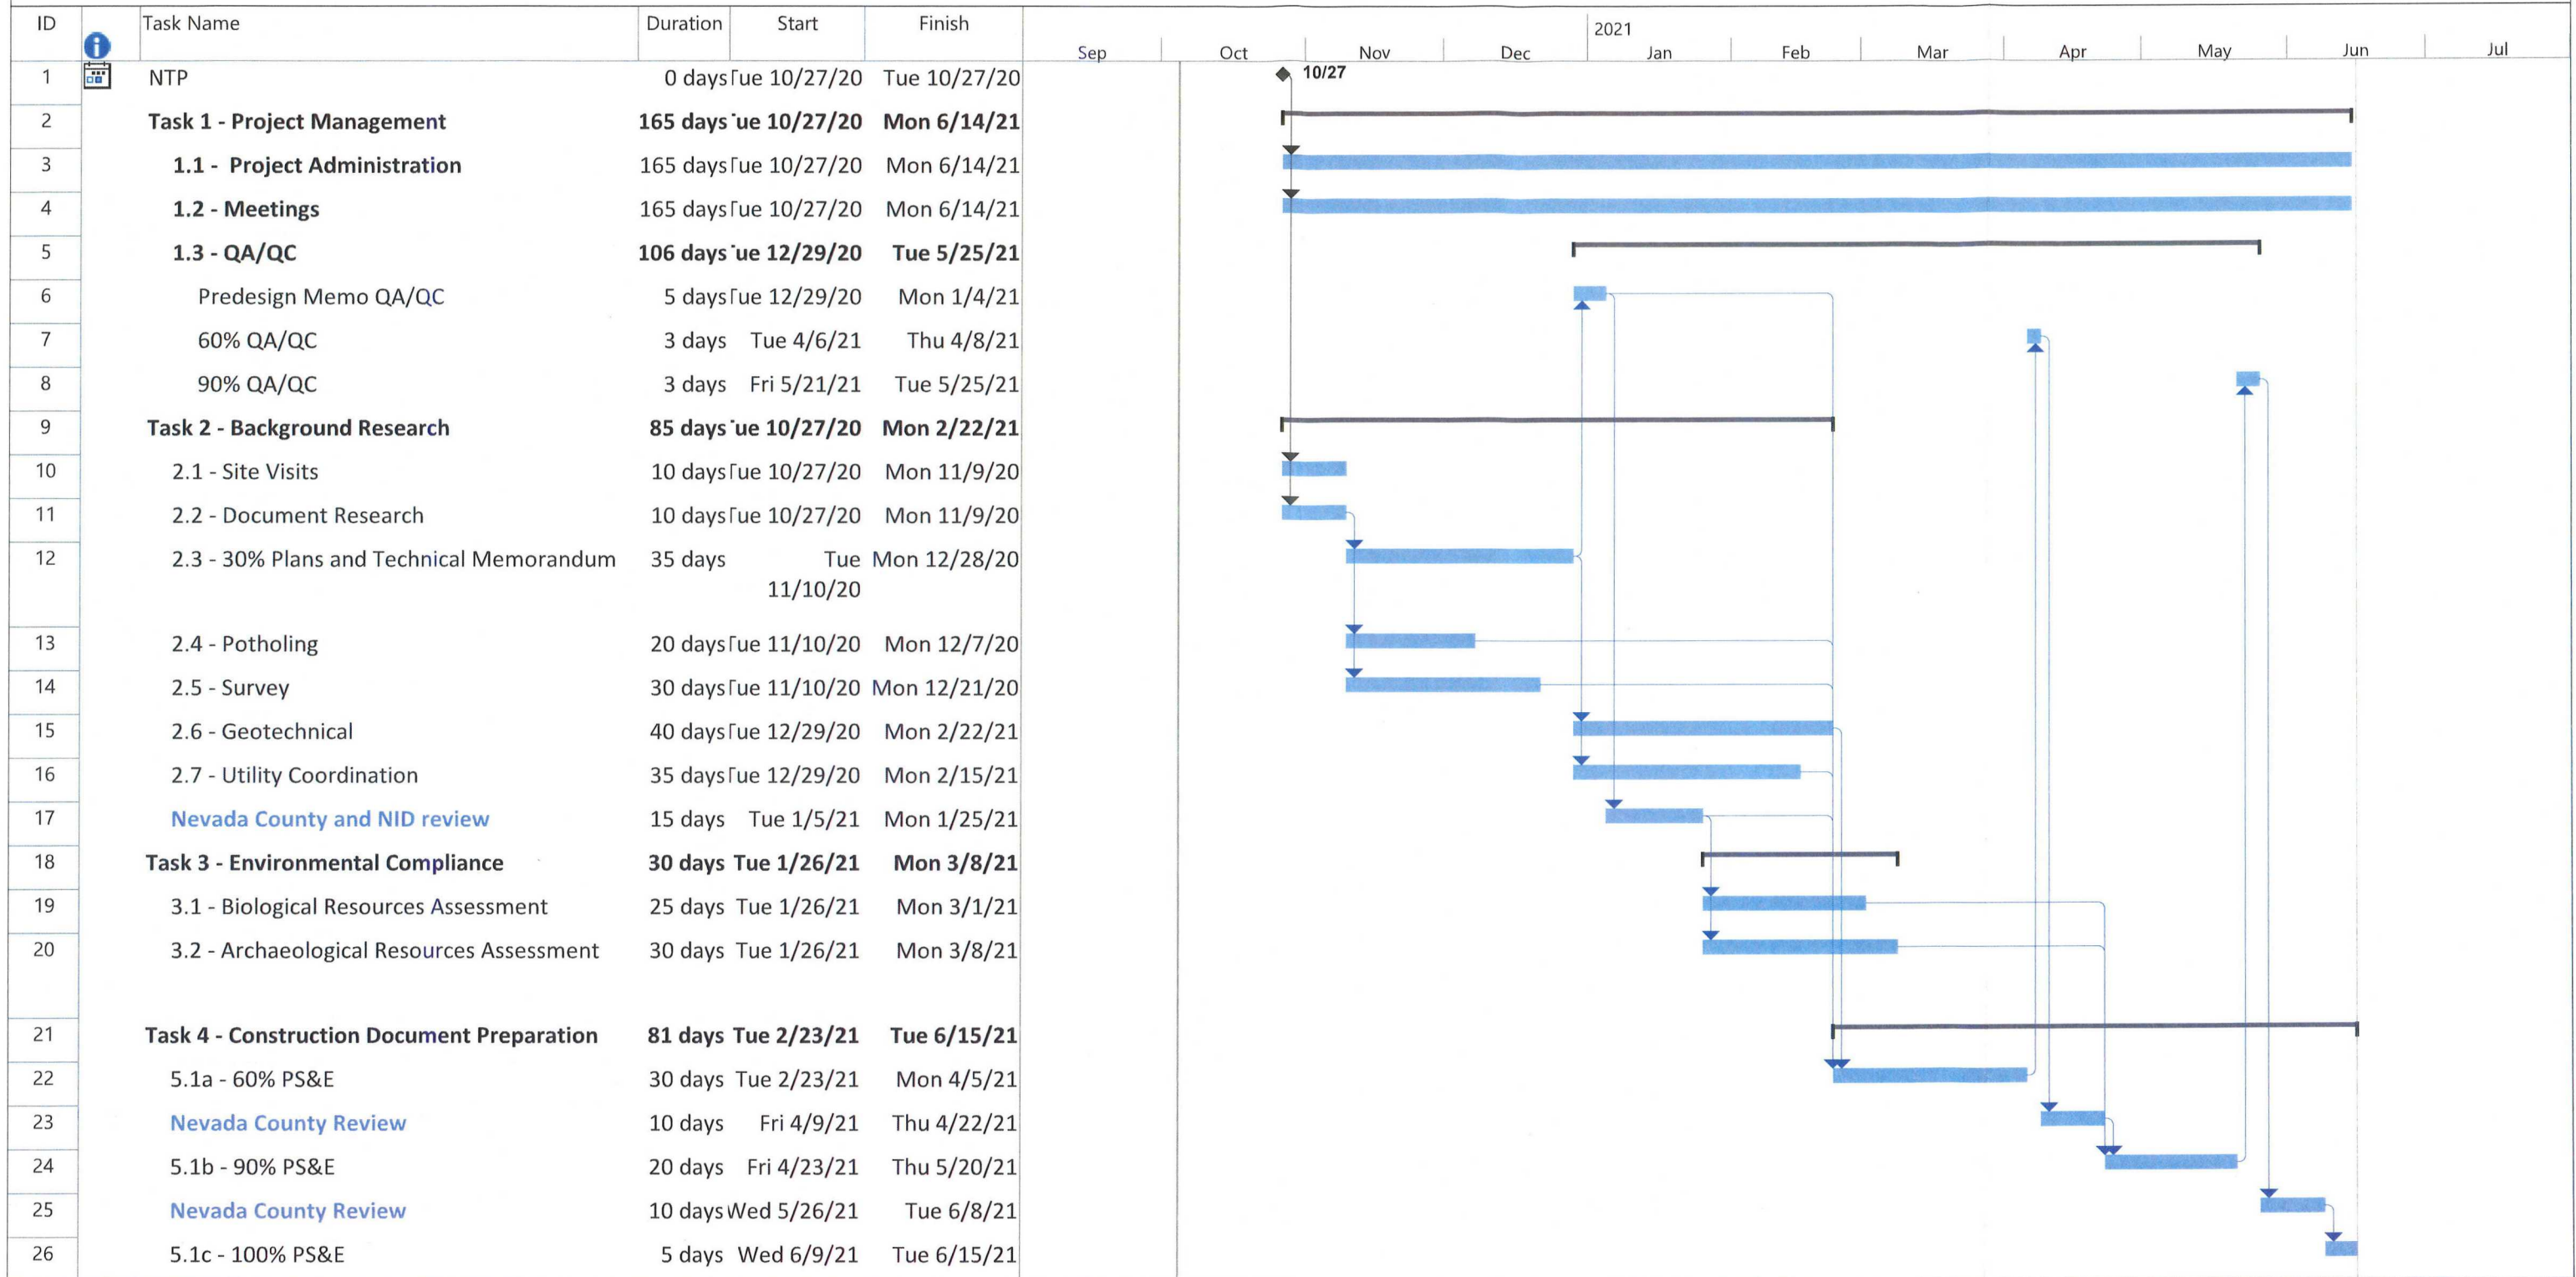 ID Task Name Duration Start Finish
2021
Sep Oct Nov Dec Jan Feb Mar Apr May Jun Jul
1 NTP 0 days Tue 10/27/20 Tue 10/27/20 10/27
2 Task 1 - Project Management 165 days ue 10/27/20 Mon 6/14/21
3 1.1 - Project Administration 165 days Tue 10/27/20 Mon 6/14/21
4 1.2 - Meetings 165 days Tue 10/27/20 Mon 6/14/21
5 1.3 - QA/QC 106 days ue 12/29/20 Tue 5/25/21
6 Predesign Memo QA/QC 5 days Tue 12/29/20 Mon 1/4/21
7 60% QA/QC 3 days Tue 4/6/21 Thu 4/8/21
8 90% QA/QC 3 days Fri 5/21/21 Tue 5/25/21
9 Task 2 - Background Research 85 days ue 10/27/20 Mon 2/22/21
10 2.1 - Site Visits 10 days Tue 10/27/20 Mon 11/9/20
11 2.2 - Document Research 10 days Tue 10/27/20 Mon 11/9/20
12 2.3 - 30% Plans and Technical Memorandum 35 days Tue Mon 12/28/20
11/10/20
13 2.4 - Potholing 20 days Tue 11/10/20 Mon 12/7/20
14 2.5 - Survey 30 days Tue 11/10/20 Mon 12/21/20
15 2.6 - Geotechnical 40 days Tue 12/29/20 Mon 2/22/21
16 2.7 - Utility Coordination 35 days Tue 12/29/20 Mon 2/15/21
17 Nevada County and NID review 15 days Tue 1/5/21 Mon 1/25/21
18 Task 3 - Environmental Compliance 30 days Tue 1/26/21 Mon 3/8/21
19 3.1 - Biological Resources Assessment 25 days Tue 1/26/21 Mon 3/1/21
20 3.2 - Archaeological Resources Assessment 30 days Tue 1/26/21 Mon 3/8/21
21 Task 4 - Construction Document Preparation 81 days Tue 2/23/21 Tue 6/15/21
22 5.1a - 60% PS&E 30 days Tue 2/23/21 Mon 4/5/21
23 Nevada County Review 10 days Fri 4/9/21 Thu 4/22/21
24 5.1b - 90% PS&E 20 days Fri 4/23/21 Thu 5/20/21
25 Nevada County Review 10 days Wed 5/26/21 Tue 6/8/21
26 5.1c - 100% PS&E 5 days Wed 6/9/21 Tue 6/15/21